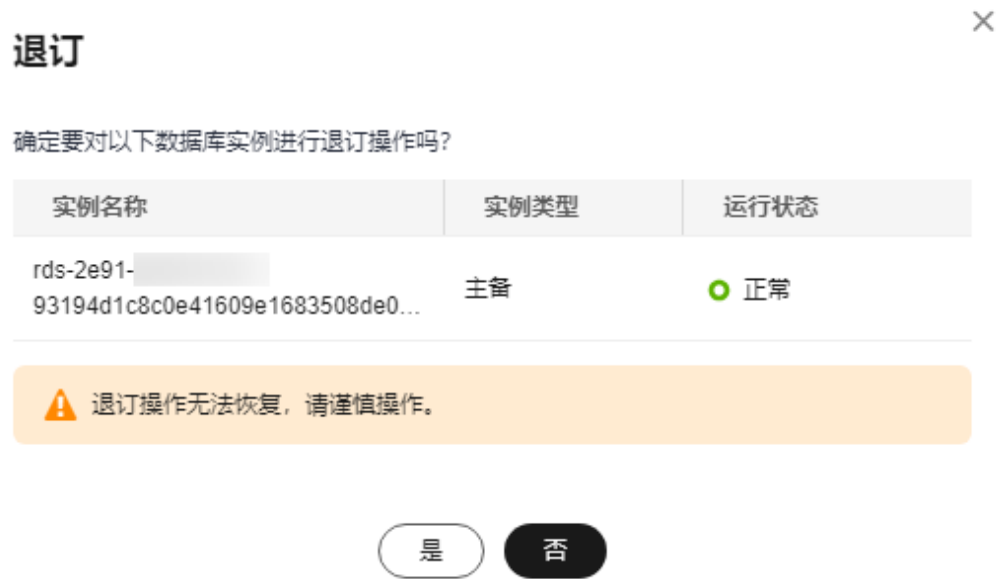 退订
确定要对以下数据库实例进行退订操作吗？
实例名称 实例类型 运行状态
rds-2e91-
93194d1c8c0e41609e1683508de0...
主备
正常
退订操作无法恢复，请谨慎操作。
是 否